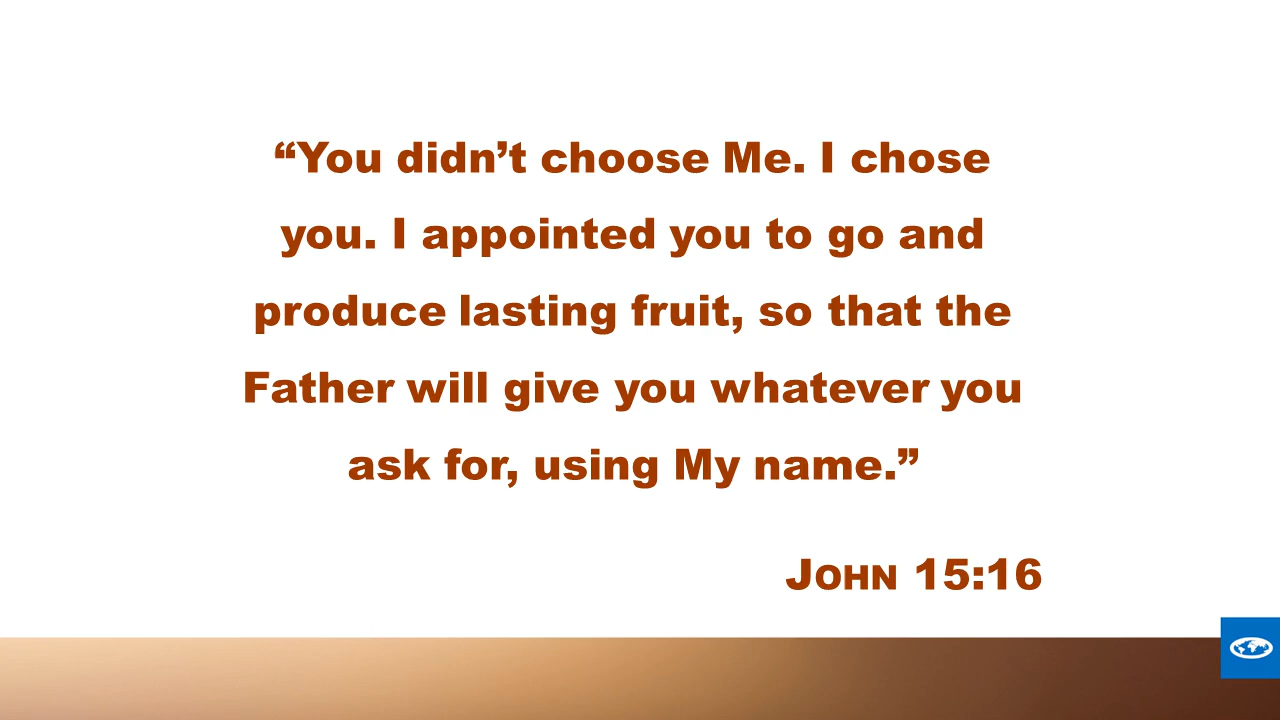 “You didn’t choose Me. I chose
you. I appointed you to go and
produce lasting fruit, so that the
Father will give you whatever you
ask for, using My name.”
John 15:16